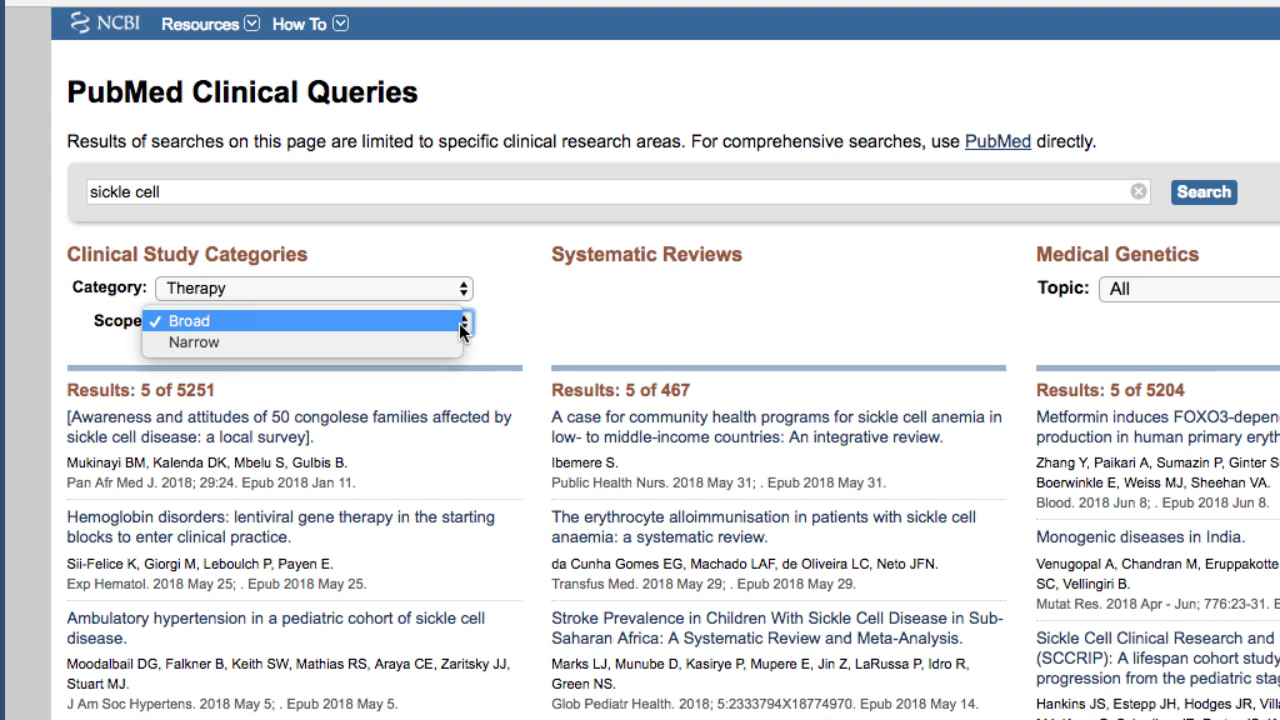 NCBI Resources How To
PubMed Clinical Queries
Results of searches on this page are limited to specific clinical research areas. For comprehensive searches, use PubMed directly.
sickle cell
Search
Clinical Study Categories
Category: Therapy
Scope
Broad
Narrow
Results: 5 of 5251
[Awareness and attitudes of 50 congolese families affected by
sickle cell disease: a local survey].
Mukinayi BM, Kalenda DK, Mbelu S, Gulbis B.
Pan Afr Med J. 2018; 29:24. Epub 2018 Jan 11.
Hemoglobin disorders: lentiviral gene therapy in the starting
blocks to enter clinical practice.
Sii-Felice K, Giorgi M, Leboulch P, Payen E.
Exp Hematol. 2018 May 25; . Epub 2018 May 25.
Ambulatory hypertension in a pediatric cohort of sickle cell
disease.
Moodalbail DG, Falkner B, Keith SW, Mathias RS, Araya CE, Zaritsky JJ,
Stuart MJ.
J Am Soc Hypertens. 2018 May 5; . Epub 2018 May 5.
Systematic Reviews
Results: 5 of 467
A case for community health programs for sickle cell anemia in
low- to middle-income countries: An integrative review.
Ibemere S.
Public Health Nurs. 2018 May 31; . Epub 2018 May 31.
The erythrocyte alloimmunisation in patients with sickle cell
anaemia: a systematic review.
da Cunha Gomes EG, Machado LAF, de Oliveira LC, Neto JFN.
Transfus Med. 2018 May 29; . Epub 2018 May 29.
Stroke Prevalence in Children With Sickle Cell Disease in Sub-
Saharan Africa: A Systematic Review and Meta-Analysis.
Marks LJ, Munube D, Kasirye P, Mupere E, Jin Z, LaRussa P, Idro R,
Green NS.
Glob Pediatr Health. 2018; 5:2333794X18774970. Epub 2018 May 14.
Medical Genetics
Topic: All
Results: 5 of 5204
Metformin induces FOXO3-depen
production in human primary eryth
Zhang Y, Paikari A, Sumazin P, Ginter S
Boerwinkle E, Weiss MJ, Sheehan VA.
Blood. 2018 Jun 8; . Epub 2018 Jun 8.
Monogenic diseases in India.
Venugopal A, Chandran M, Eruppakotte
SC, Vellingiri B.
Mutat Res. 2018 Apr - Jun; 776:23-31. E
Sickle Cell Clinical Research and
(SCCRIP): A lifespan cohort study
progression from the pediatric stag
Hankins JS, Estepp JH, Hodges JR, Vil